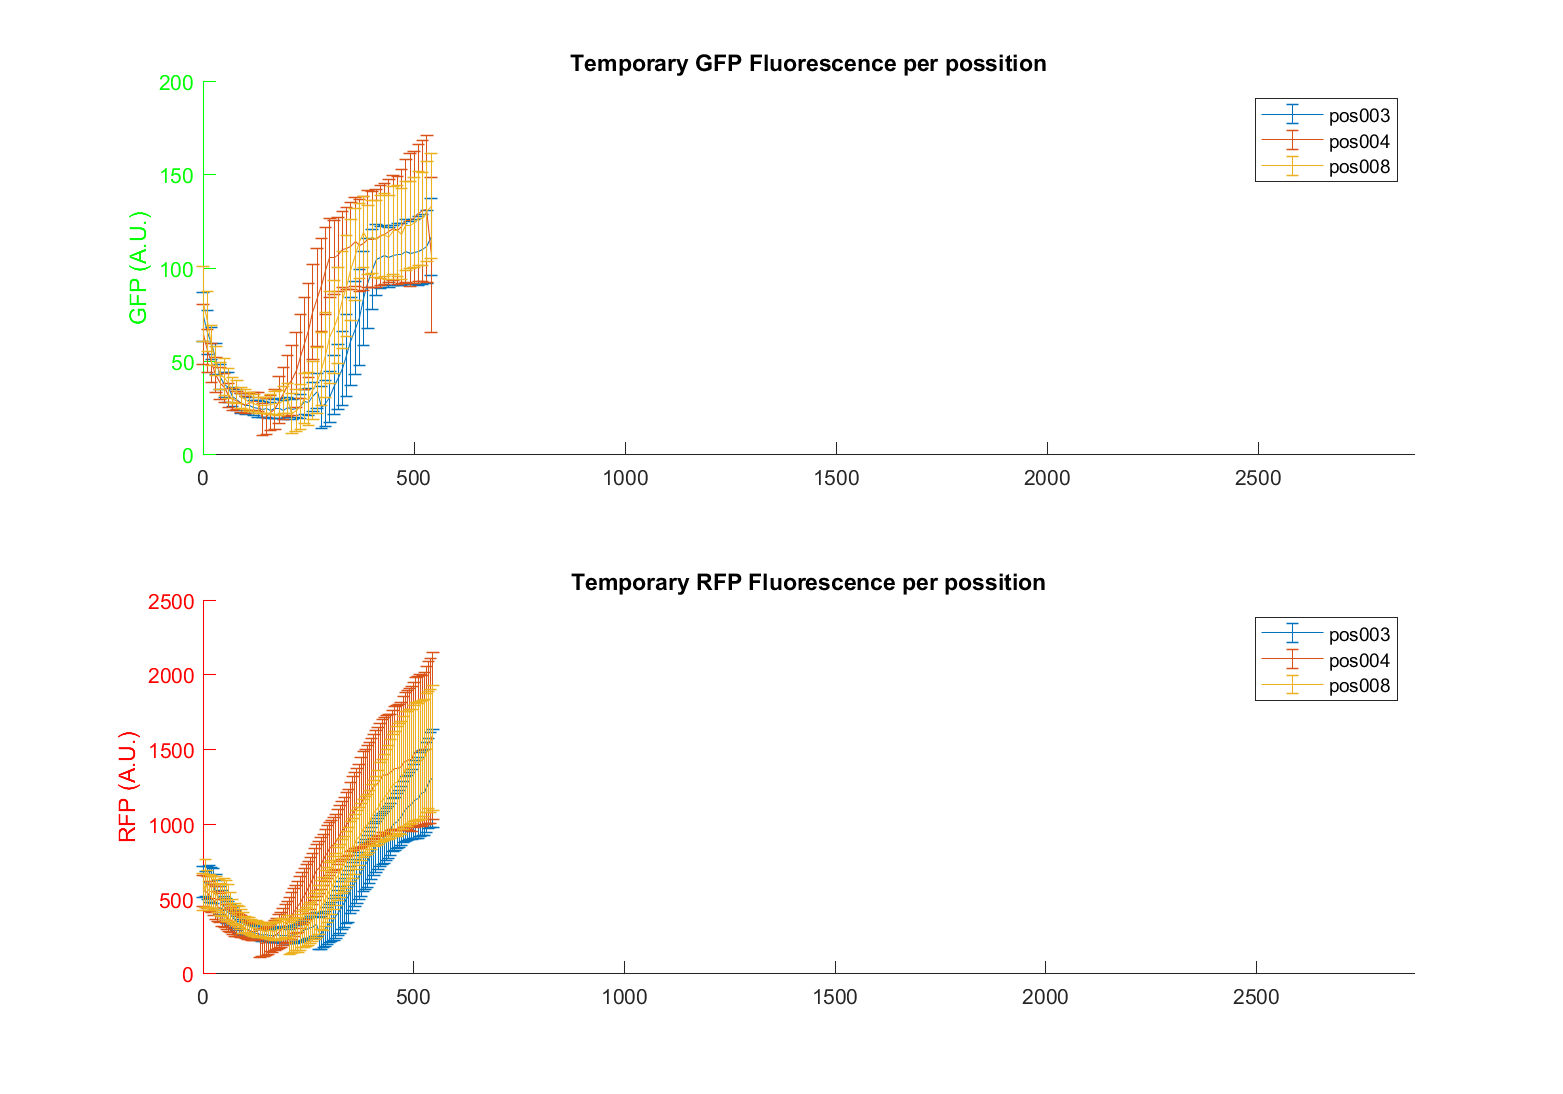 Temporary GFP Fluorescence per possition
GFP (A.U.)
200
150
100
50
0
0 500 1000 1500 2000 2500
pos003
pos004
pos008
Temporary RFP Fluorescence per possition
RFP (A.U.)
2500
2000
1500
1000
500
0
0 500 1000 1500 2000 2500
pos003
pos004
pos008